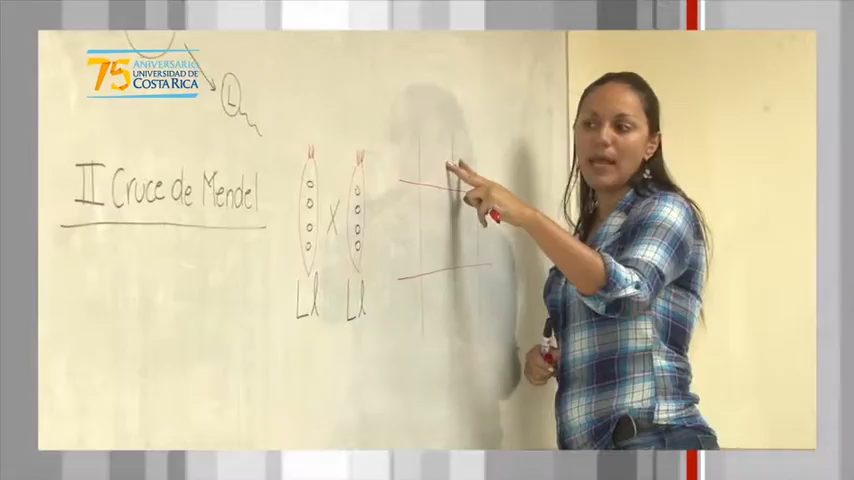 75 ANIVERSARIO
UNIVERSIDAD DE
COSTA RICA
L
II Cruce de Mendel
X
Ll Ll